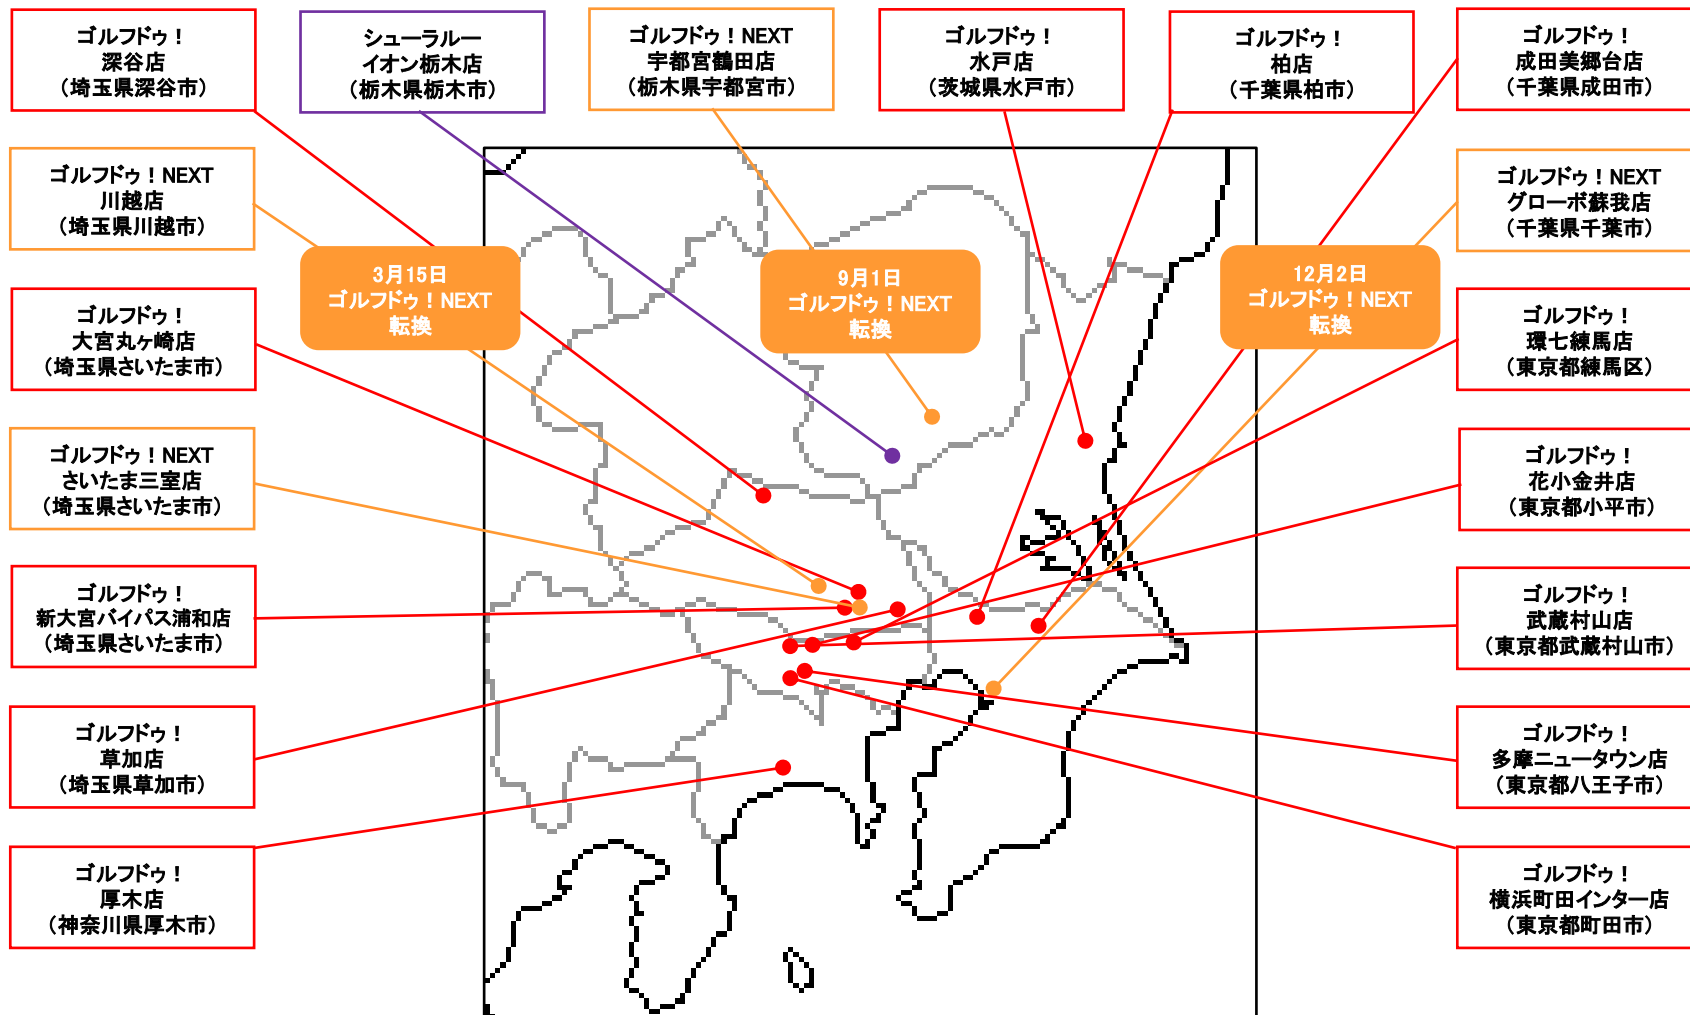 ゴルフドゥ！
深谷店
（埼玉県深谷市）
シューラルー
イオン栃木店
（栃木県栃木市）
ゴルフドゥ！NEXT
宇都宮鶴田店
（栃木県宇都宮市）
ゴルフドゥ！
水戸店
（茨城県水戸市）
ゴルフドゥ！
柏店
（千葉県柏市）
ゴルフドゥ！
成田美郷台店
（千葉県成田市）
ゴルフドゥ！NEXT
川越店
（埼玉県川越市）
ゴルフドゥ！NEXT
グローボ蘇我店
（千葉県千葉市）
3月15日
ゴルフドゥ！NEXT
転換
9月1日
ゴルフドゥ！NEXT
転換
12月2日
ゴルフドゥ！NEXT
転換
ゴルフドゥ！
大宮丸ヶ崎店
（埼玉県さいたま市）
ゴルフドゥ！
環七練馬店
（東京都練馬区）
ゴルフドゥ！NEXT
さいたま三室店
（埼玉県さいたま市）
ゴルフドゥ！
花小金井店
（東京都小平市）
ゴルフドゥ！
新大宮バイパス浦和店
（埼玉県さいたま市）
ゴルフドゥ！
武蔵村山店
（東京都武蔵村山市）
ゴルフドゥ！
草加店
（埼玉県草加市）
ゴルフドゥ！
多摩ニュータウン店
（東京都八王子市）
ゴルフドゥ！
厚木店
（神奈川県厚木市）
ゴルフドゥ！
横浜町田インター店
（東京都町田市）